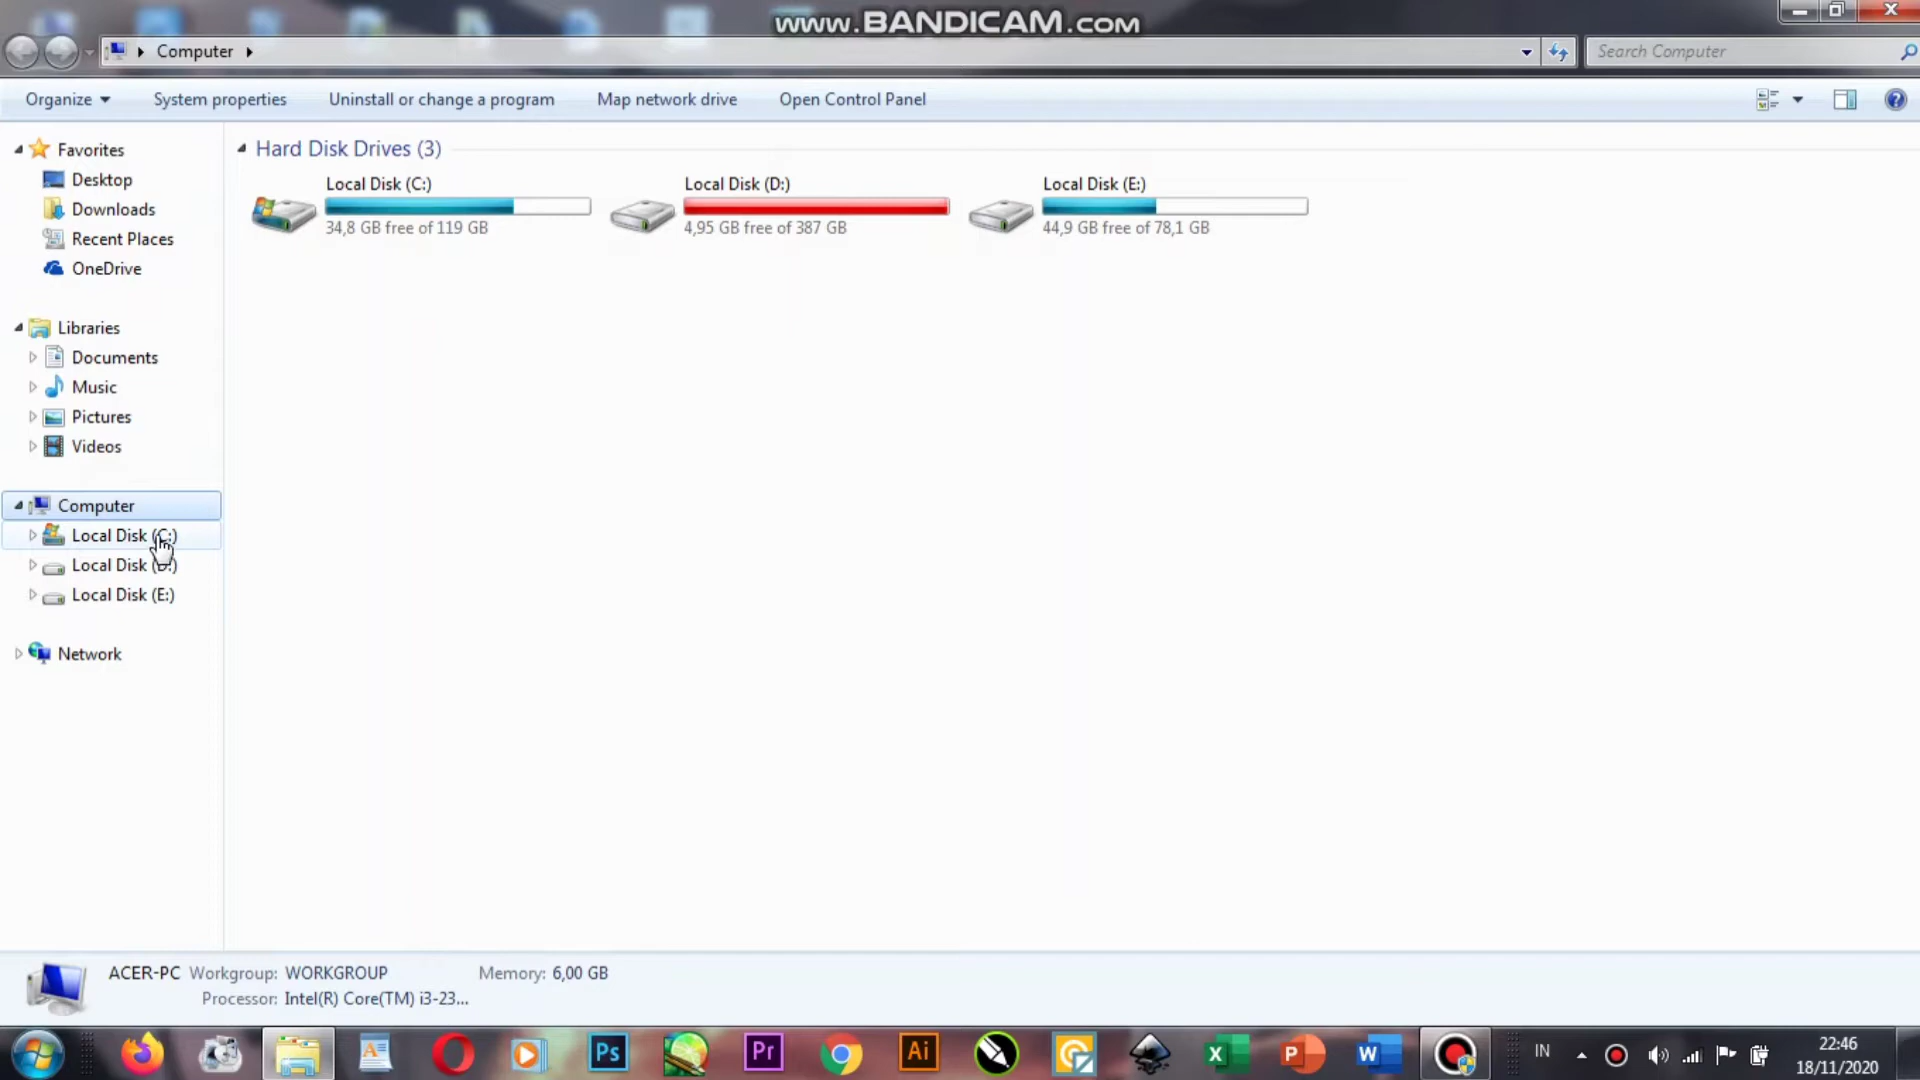 www.BANDICAM.com
Computer
Search Computer
Organize
System properties
Uninstall or change a program
Map network drive
Open Control Panel
Favorites
Desktop
Downloads
Recent Places
OneDrive
Libraries
Documents
Music
Pictures
Videos
Computer
Local Disk (C:)
Local Disk (D:)
Local Disk (E:)
Network
Hard Disk Drives (3)
Local Disk (C:)
34,8 GB free of 119 GB
Local Disk (D:)
4,95 GB free of 387 GB
Local Disk (E:)
44,9 GB free of 78,1 GB
ACER-PC Workgroup: WORKGROUP Memory: 6,00 GB
Processor: Intel(R) Core(TM) i3-23...
Ps
Pr
Ai
X
P
W
IN
22:46
18/11/2020